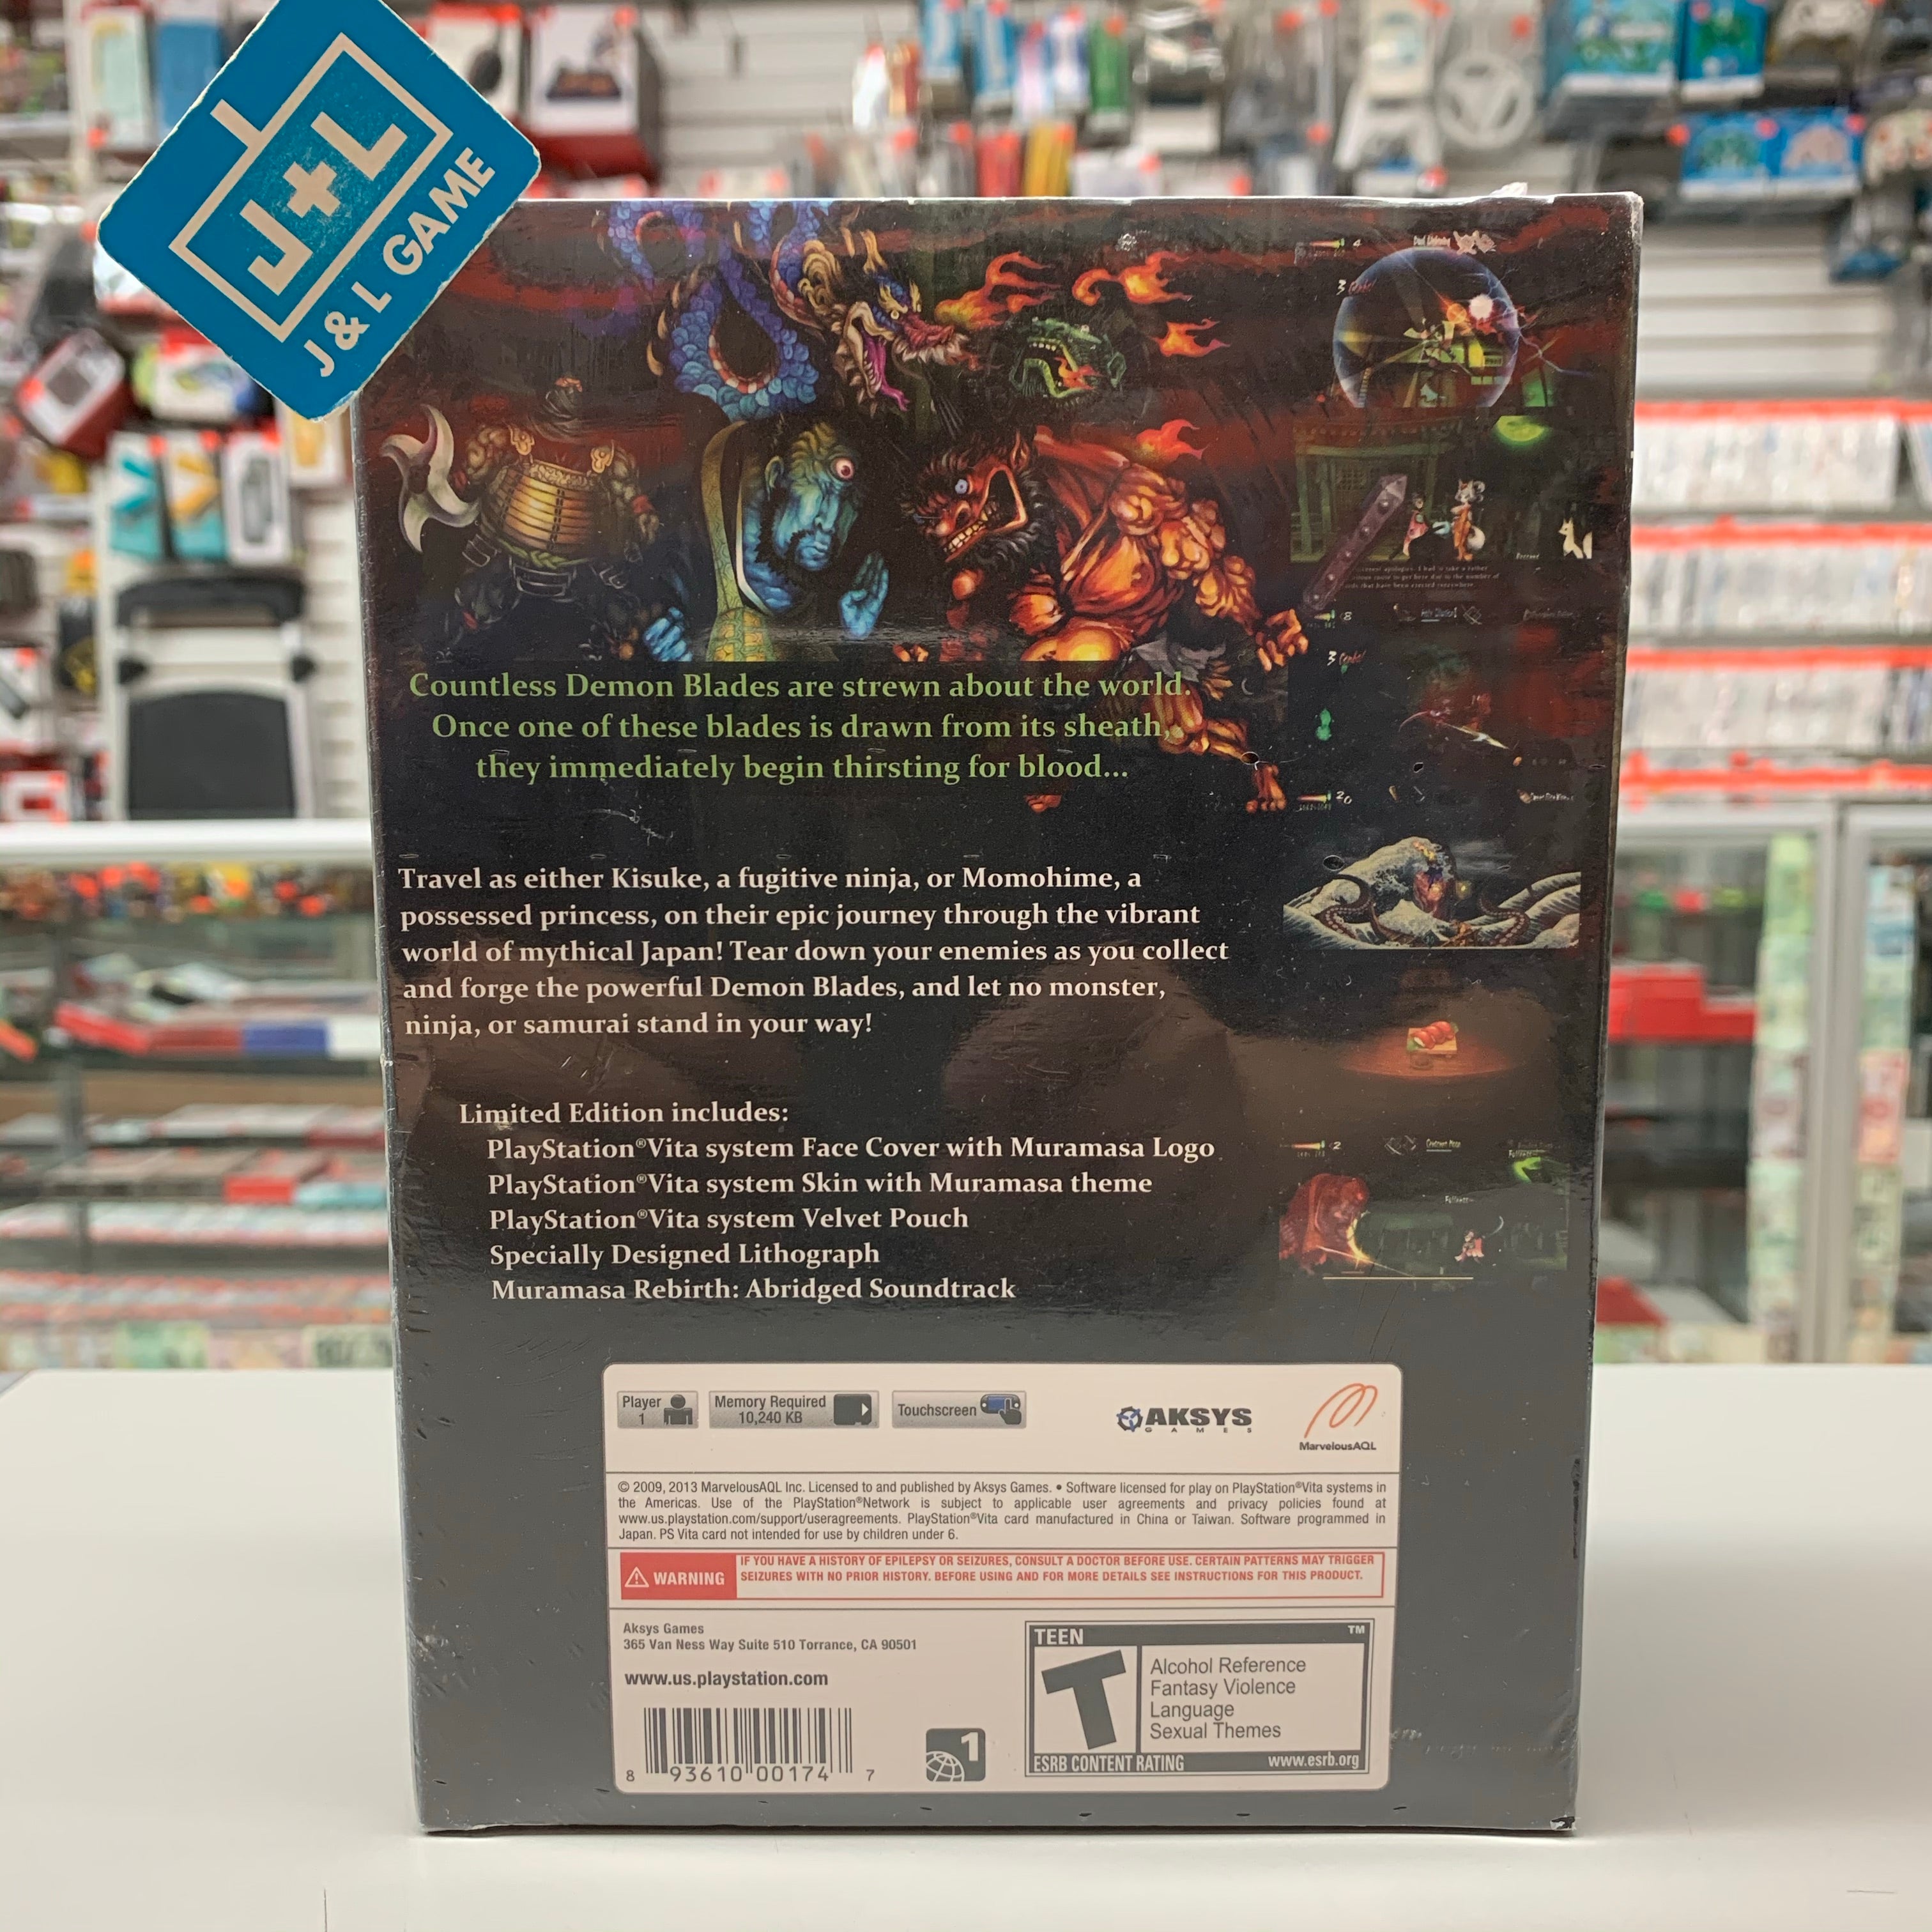 J+L
J&L GAME
Countless Demon Blades are strewn about the world.
Once one of these blades is drawn from its sheath,
they immediately begin thirsting for blood...
Travel as either Kisuke, a fugitive ninja, or Momohime, a
possessed princess, on their epic journey through the vibrant
world of mythical Japan! Tear down your enemies as you collect
and forge the powerful Demon Blades, and let no monster,
ninja, or samurai stand in your way!
Limited Edition includes:
PlayStation®Vita system Face Cover with Muramasa Logo
PlayStation®Vita system Skin with Muramasa theme
PlayStation®Vita system Velvet Pouch
Specially Designed Lithograph
Muramasa Rebirth: Abridged Soundtrack
Player
1
Memory Required
10,240 KB
Touchscreen
AKSYS
GAMES
MarvelousAQL
© 2009, 2013 MarvelousAQL Inc. Licensed to and published by Aksys Games. • Software licensed for play on PlayStation®Vita systems in
the Americas. Use of the PlayStation®Network is subject to applicable user agreements and privacy policies found at
www.us.playstation.com/support/useragreements. PlayStation®Vita card manufactured in China or Taiwan. Software programmed in
Japan. PS Vita card not intended for use by children under 6.
WARNING
IF YOU HAVE A HISTORY OF EPILEPSY OR SEIZURES, CONSULT A DOCTOR BEFORE USE. CERTAIN PATTERNS MAY TRIGGER
SEIZURES WITH NO PRIOR HISTORY. BEFORE USING AND FOR MORE DETAILS SEE INSTRUCTIONS FOR THIS PRODUCT.
Aksys Games
365 Van Ness Way Suite 510 Torrance, CA 90501
www.us.playstation.com
8 93610 00174 7
1
TEEN
TM
T
Alcohol Reference
Fantasy Violence
Language
Sexual Themes
ESRB CONTENT RATING
www.esrb.org